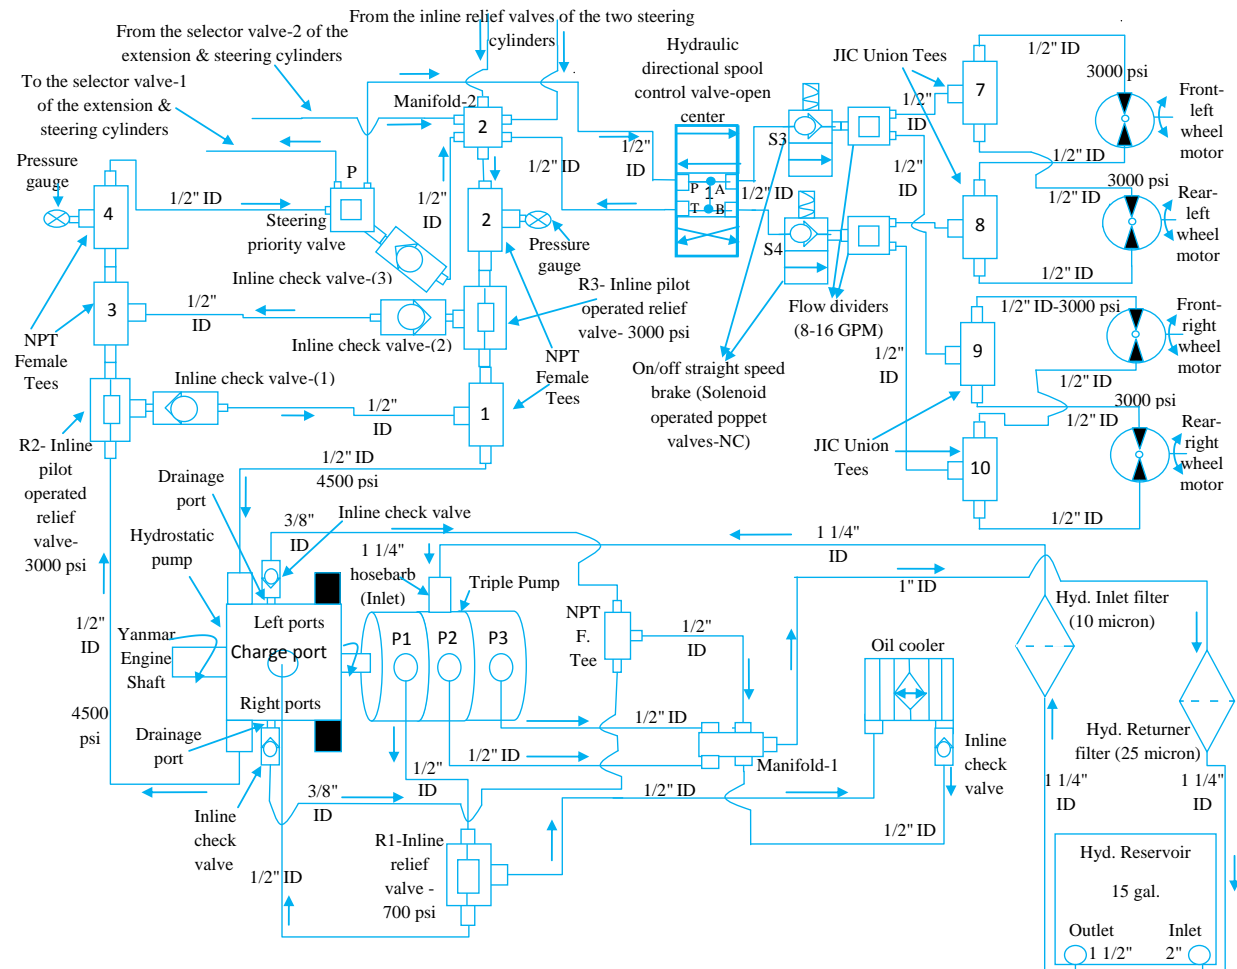 From the inline relief valves of the two steering
cylinders
From the selector valve-2 of the
extension & steering cylinders
To the selector valve-1
of the extension &
steering cylinders
Manifold-2
2
Hydraulic
directional spool
control valve-open
center
JIC Union Tees
1/2" ID
3000 psi
7
Front-
left
wheel
motor
1/2"
ID
S3
Pressure
gauge
4
1/2" ID
P
Steering
priority valve
1/2"
ID
2
Pressure
gauge
1/2" ID
1/2"
ID
P
1
A
T
B
1/2" ID
S4
1/2"
ID
8
1/2" ID
3000 psi
1/2" ID
Rear-
left
wheel
motor
1/2" ID
Inline check valve-(3)
3
1/2"
ID
Inline check valve-(2)
R3- Inline pilot
operated relief
valve- 3000 psi
Flow dividers
(8-16 GPM)
1/2" ID-3000 psi
Front-
right
wheel
motor
NPT
Female
Tees
Inline check valve-(1)
1/2"
ID
1
NPT
Female
Tees
On/off straight speed
brake (Solenoid
operated poppet
valves-NC)
1/2"
ID
9
1/2" ID
3000 psi
1/2" ID
R2- Inline
pilot
operated
relief
valve-
3000 psi
1/2" ID
4500 psi
JIC Union
Tees
10
Rear-
right
wheel
motor
1/2" ID
Drainage
port
Inline check valve
3/8"
ID
Hydrostatic
pump
1 1/4"
hosebarb
(Inlet)
Triple Pump
1 1/4"
ID
1" ID
Hyd. Inlet filter
(10 micron)
1/2"
ID
Yanmar
Engine
Shaft
Left ports
Charge port
Right ports
P1
P2
P3
NPT
F.
Tee
1/2"
ID
Oil cooler
4500
psi
Drainage
port
1/2" ID
1/2" ID
Manifold-1
Inline
check
valve
Hyd. Returner
filter (25 micron)
1/2"
ID
3/8"
ID
1/2" ID
1 1/4"
ID
1 1/4"
ID
Inline
check
valve
R1-Inline
relief
valve -
700 psi
1/2" ID
1/2" ID
Hyd. Reservoir
15 gal.
Outlet
1 1/2"
Inlet
2"